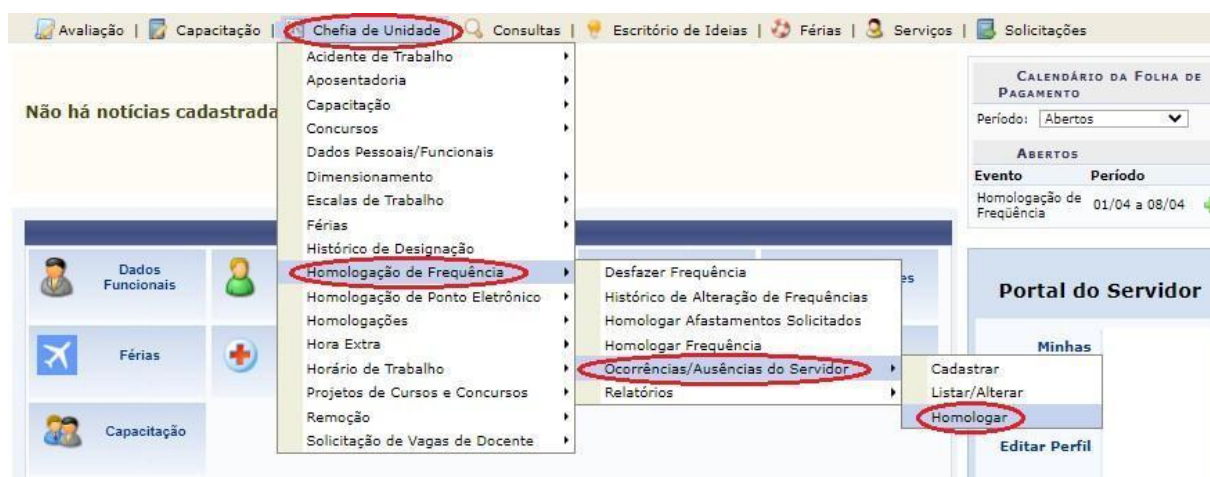 Avaliação | Capacitação | Chefia de Unidade | Consultas | Escritório de Ideias | Férias | Serviços | Solicitações
Não há notícias cadastrada
Acidente de Trabalho
Aposentadoria
Capacitação
Concursos
Dados Pessoais/Funcionais
Dimensionamento
Escalas de Trabalho
Férias
Histórico de Designação
Homologação de Frequência
Homologação de Ponto Eletrônico
Homologações
Hora Extra
Horário de Trabalho
Projetos de Cursos e Concursos
Remoção
Solicitação de Vagas de Docente
Desfazer Frequência
Histórico de Alteração de Frequências
Homologar Afastamentos Solicitados
Homologar Frequência
Ocorrências/Ausências do Servidor
Relatórios
Cadastrar
Listar/Alterar
Homologar
Calendário da Folha de
Pagamento
Período: Abertos
Abertos
Evento Período
Homologação de
Freqüência 01/04 a 08/04
Dados
Funcionais
Férias
Capacitação
es
Portal do Servidor
Minhas
Editar Perfil